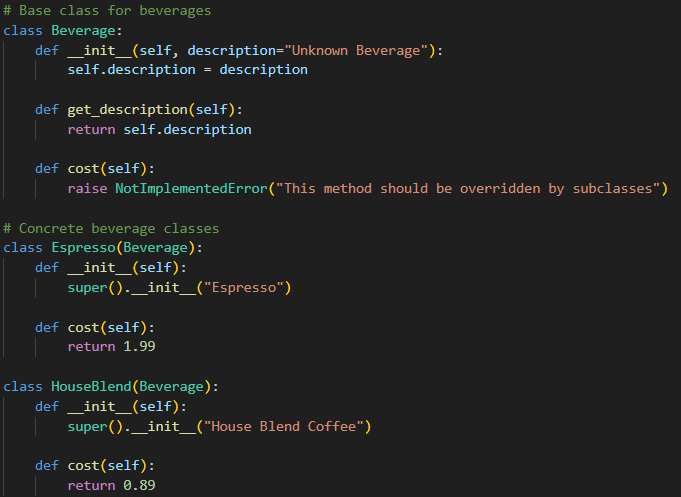 # Base class for beverages
class Beverage:
    def __init__(self, description="Unknown Beverage"):
        self.description = description

    def get_description(self):
        return self.description

    def cost(self):
        raise NotImplementedError("This method should be overridden by subclasses")

# Concrete beverage classes
class Espresso(Beverage):
    def __init__(self):
        super().__init__("Espresso")

    def cost(self):
        return 1.99

class HouseBlend(Beverage):
    def __init__(self):
        super().__init__("House Blend Coffee")

    def cost(self):
        return 0.89